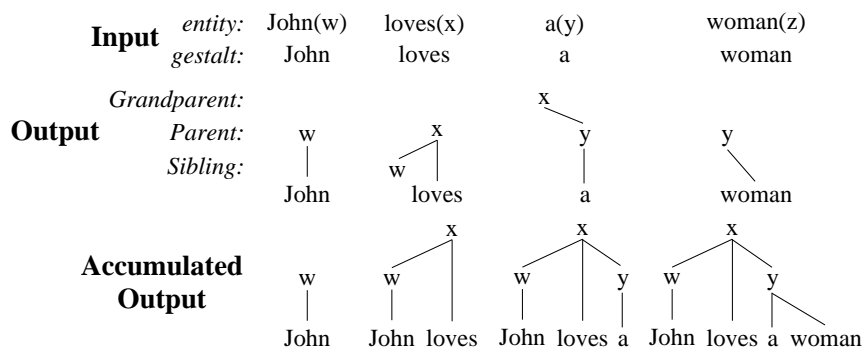 Input entity: John(w) loves(x) a(y) woman(z)
gestalt: John loves a woman
Grandparent: x
Output Parent: w x y y
Sibling: w
John loves a woman
x x x
Accumulated Output w w y w y
John John loves John loves a John loves a woman